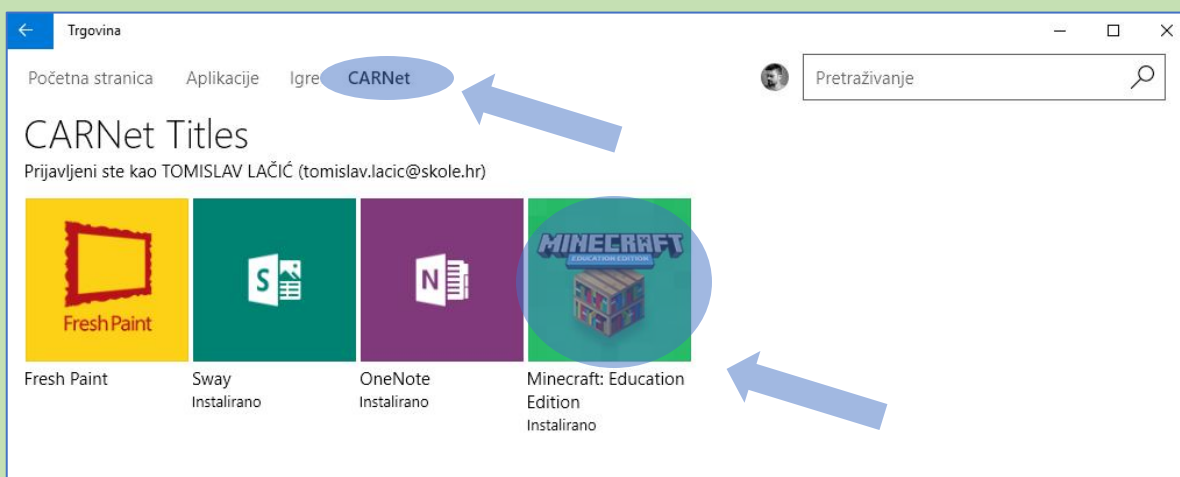 Trgovina
Početna stranica Aplikacije Igre CARNet
Pretraživanje
CARNet Titles
Prijavljeni ste kao TOMISLAV LAČIĆ (tomislav.lacic@skole.hr)
Fresh Paint
S
N
MINECRAFT
EDUCATION EDITION
Fresh Paint
Sway
Instalirano
OneNote
Instalirano
Minecraft: Education
Edition
Instalirano